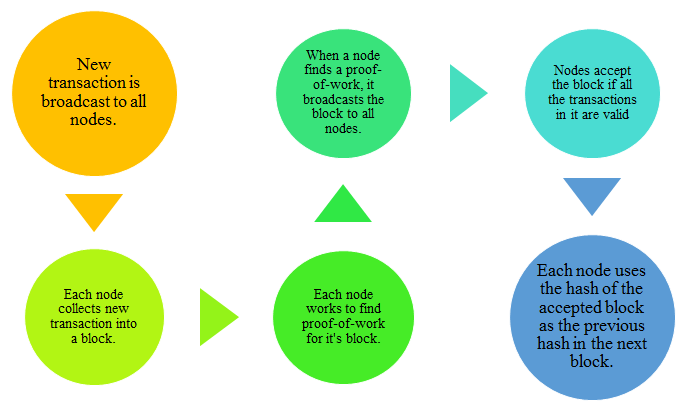 New
transaction is
broadcast to all
nodes.
Each node
collects new
transaction into
a block.
Each node
works to find
proof-of-work
for it's block.
When a node
finds a proof-
of-work, it
broadcasts the
block to all
nodes.
Nodes accept
the block if all
the transactions
in it are valid
Each node uses
the hash of the
accepted block
as the previous
hash in the next
block.